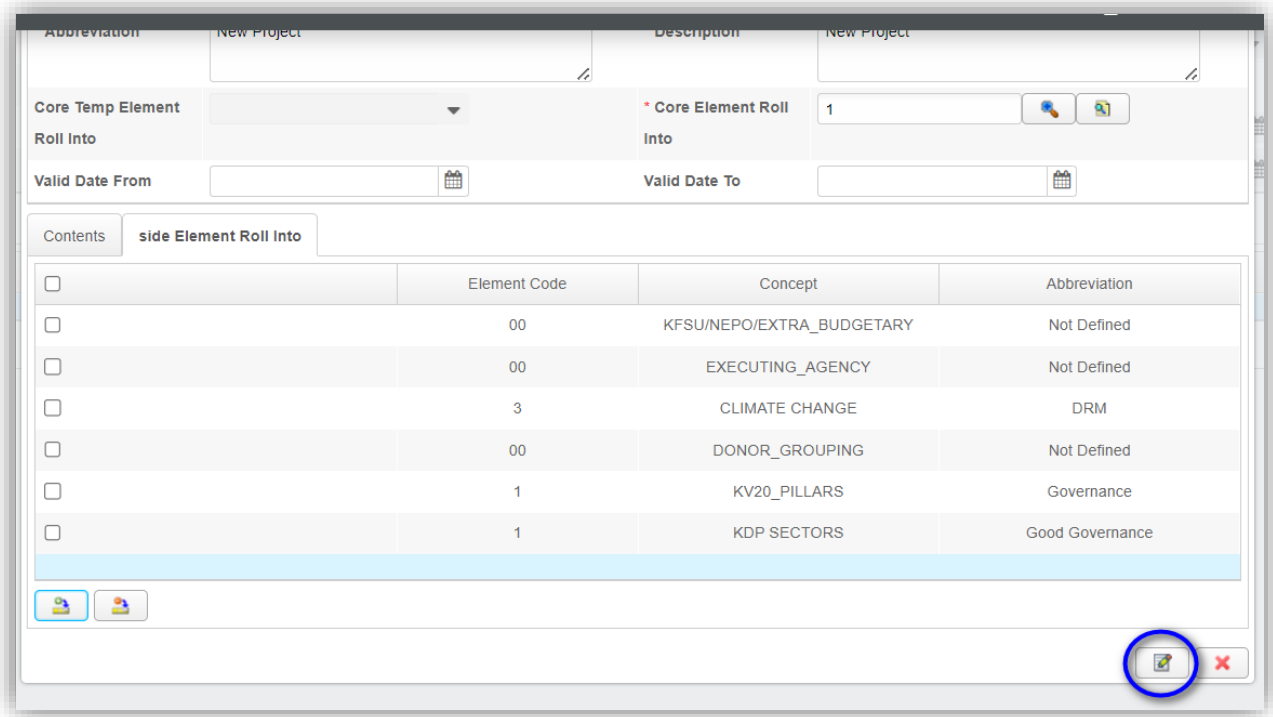 Abbreviation New Project Description New Project
Core Temp Element Roll Into * Core Element Roll Into 1
Valid Date From Valid Date To
Contents side Element Roll Into
Element Code Concept Abbreviation
00 KFSU/NEPO/EXTRA_BUDGETARY Not Defined
00 EXECUTING_AGENCY Not Defined
3 CLIMATE CHANGE DRM
00 DONOR_GROUPING Not Defined
1 KV20_PILLARS Governance
1 KDP SECTORS Good Governance